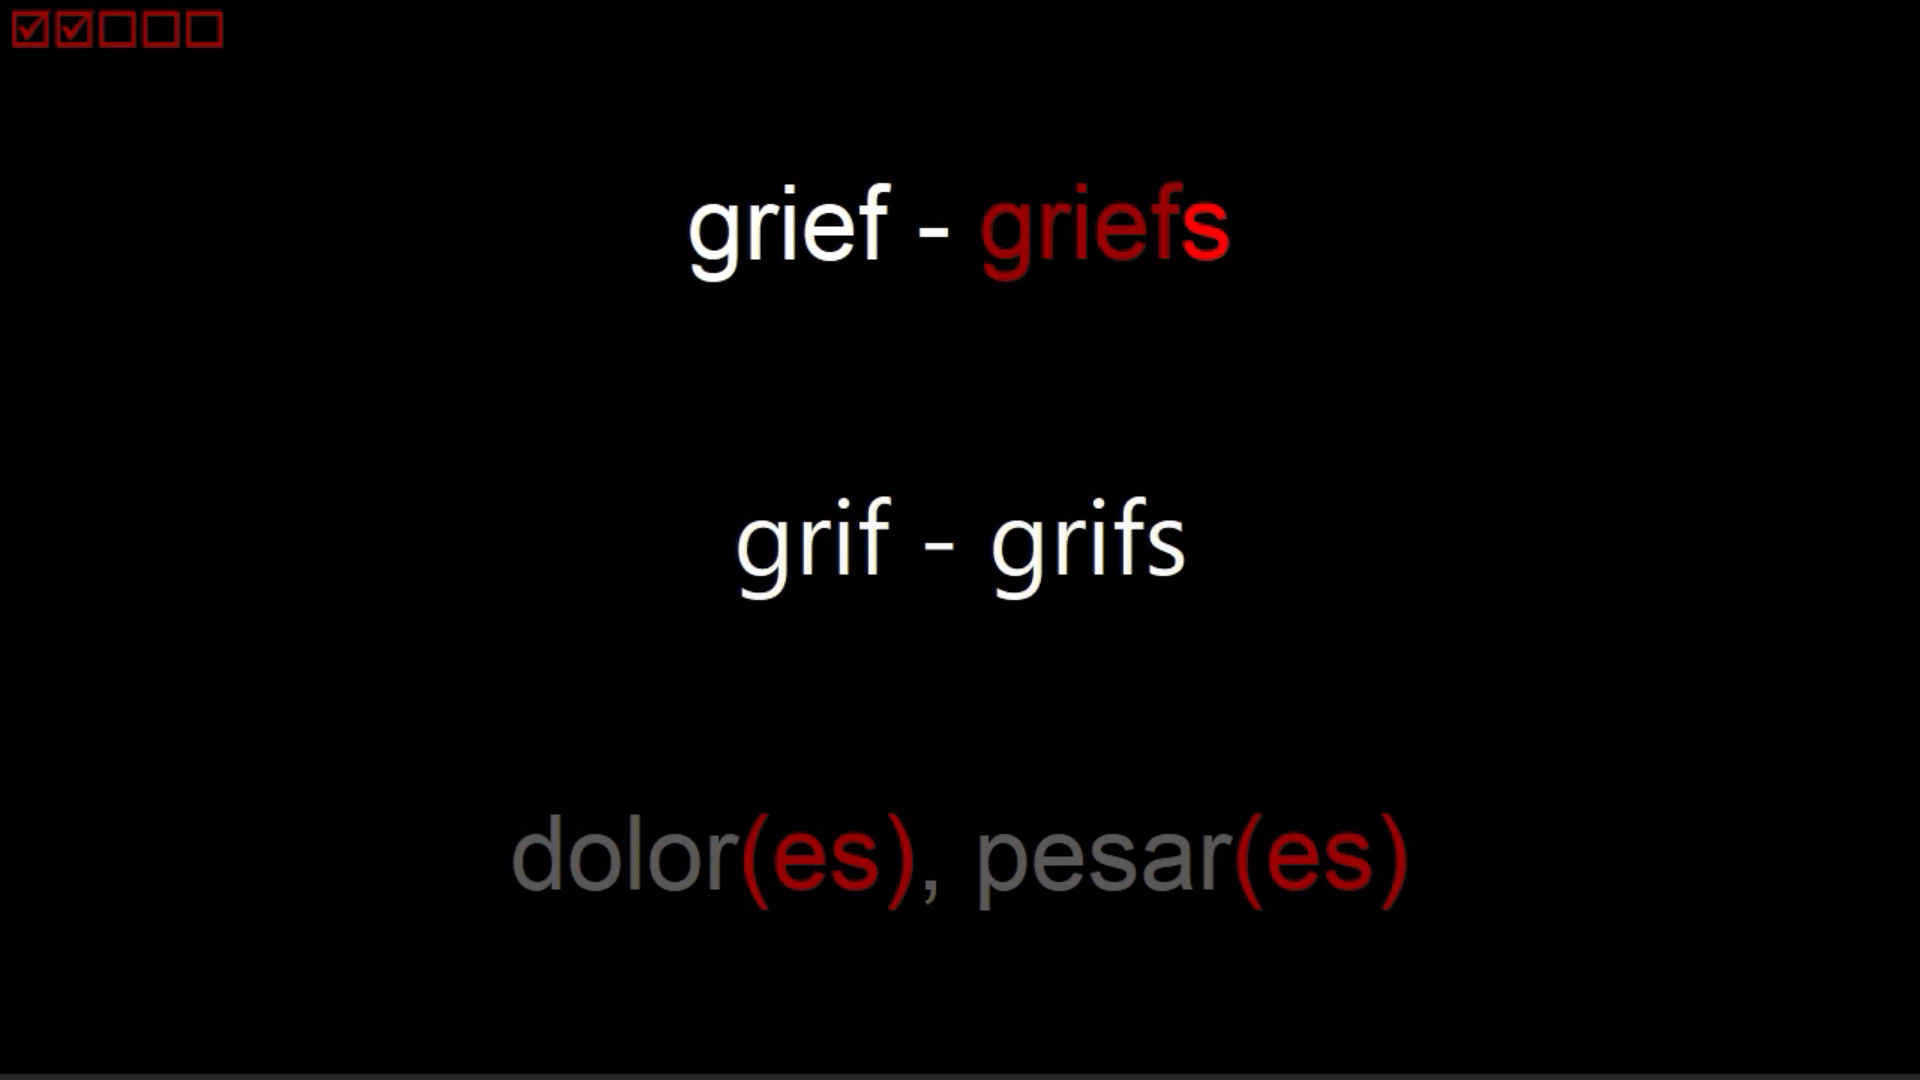 ☑☑☐☐☐
grief - griefs
grif - grifs
dolor(es), pesar(es)